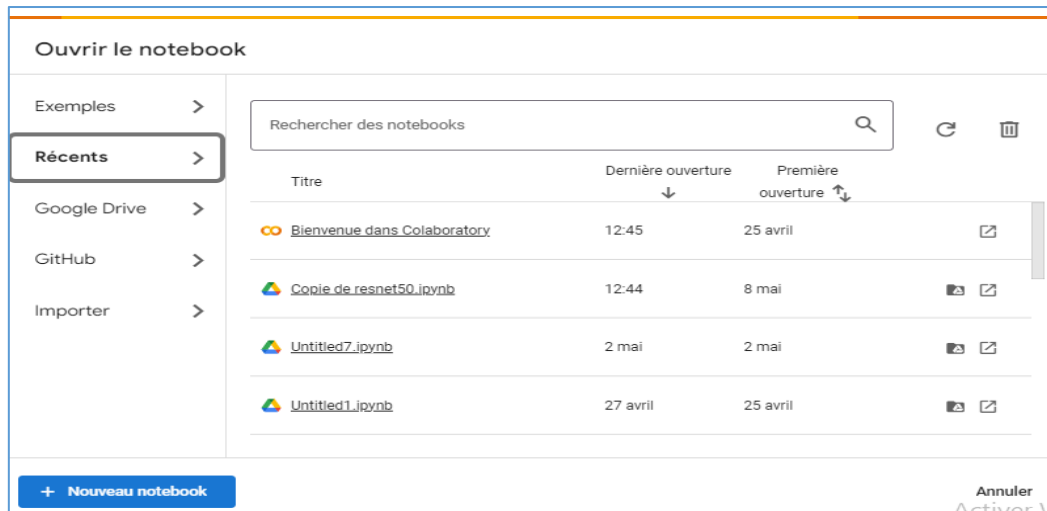 Ouvrir le notebook
Exemples
Récents
Google Drive
GitHub
Importer
Rechercher des notebooks
Titre
Dernière ouverture
Première
ouverture
Bienvenue dans Colaboratory 12:45 25 avril
Copie de resnet50.ipynb 12:44 8 mai
Untitled7.ipynb 2 mai 2 mai
Untitled1.ipynb 27 avril 25 avril
+ Nouveau notebook
Annuler
Activer